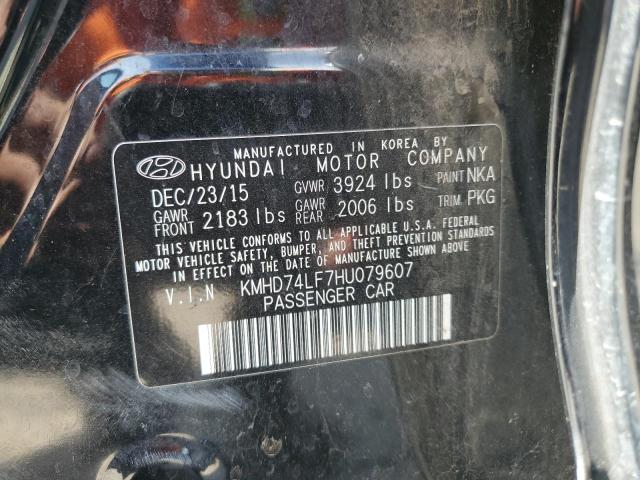 MANUFACTURED IN KOREA BY
HYUNDAI MOTOR COMPANY
DEC/23/15 GVWR 3924 lbs PAINT NKA
GAWR FRONT 2183 lbs GAWR REAR 2006 lbs TRIM PKG
THIS VEHICLE CONFORMS TO ALL APPLICABLE U.S.A. FEDERAL
MOTOR VEHICLE SAFETY, BUMPER, AND THEFT PREVENTION STANDARDS
IN EFFECT ON THE DATE OF MANUFACTURE SHOWN ABOVE
V.I.N KMHD74LF7HU079607
PASSENGER CAR